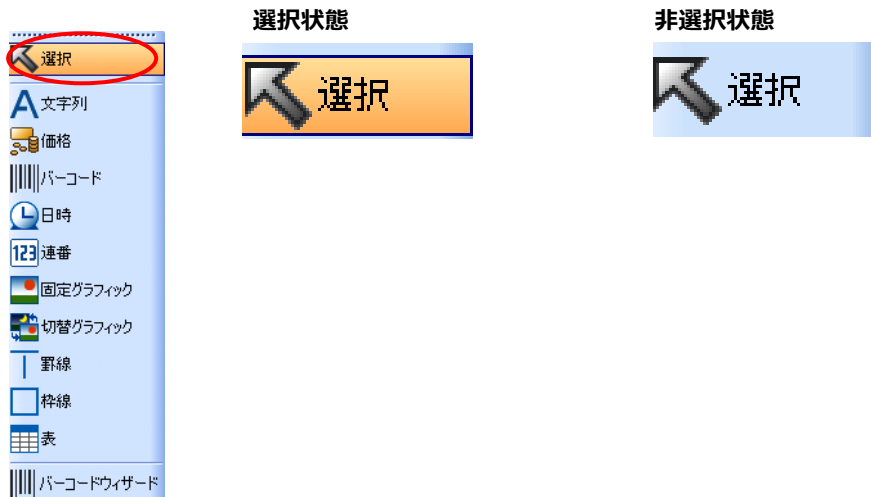 選択状態
非選択状態
選択
選択
選択
文字列
価格
バーコード
日時
123 連番
固定グラフィック
切替グラフィック
罫線
枠線
表
バーコードウィザード